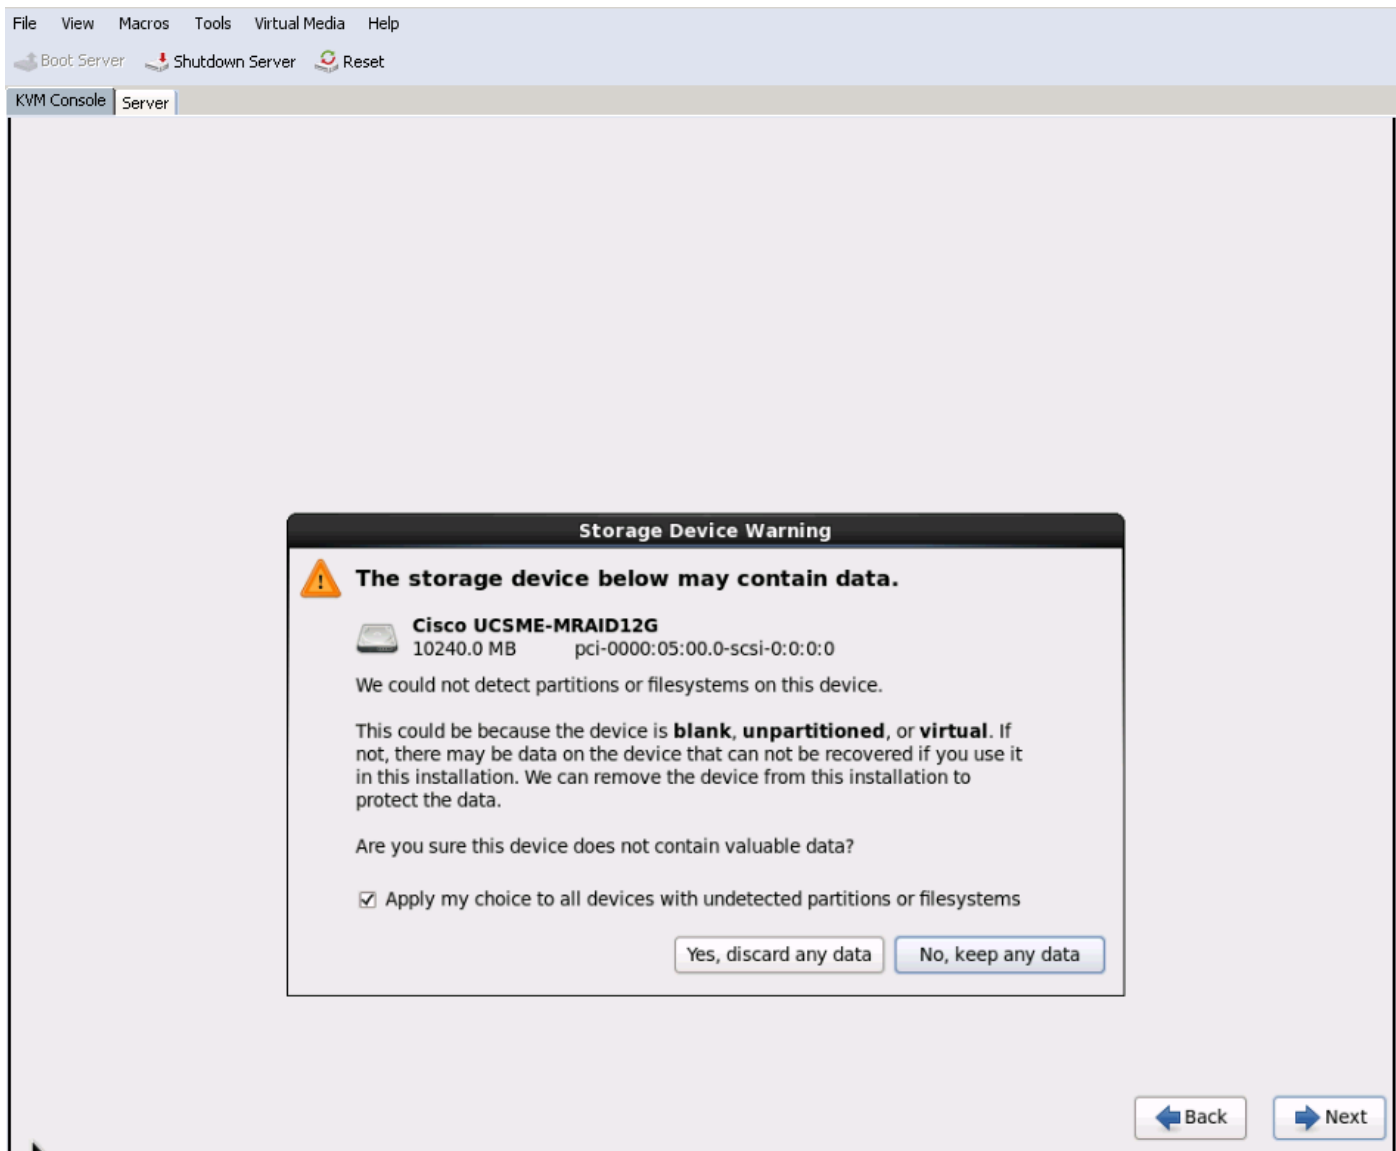 File View Macros Tools Virtual Media Help
Boot Server Shutdown Server Reset
KVM Console Server
Storage Device Warning
The storage device below may contain data.
Cisco UCSME-MRAID12G
10240.0 MB pci-0000:05:00.0-scsi-0:0:0:0
We could not detect partitions or filesystems on this device.
This could be because the device is blank, unpartitioned, or virtual. If
not, there may be data on the device that can not be recovered if you use it
in this installation. We can remove the device from this installation to
protect the data.
Are you sure this device does not contain valuable data?
Apply my choice to all devices with undetected partitions or filesystems
Yes, discard any data No, keep any data
Back Next